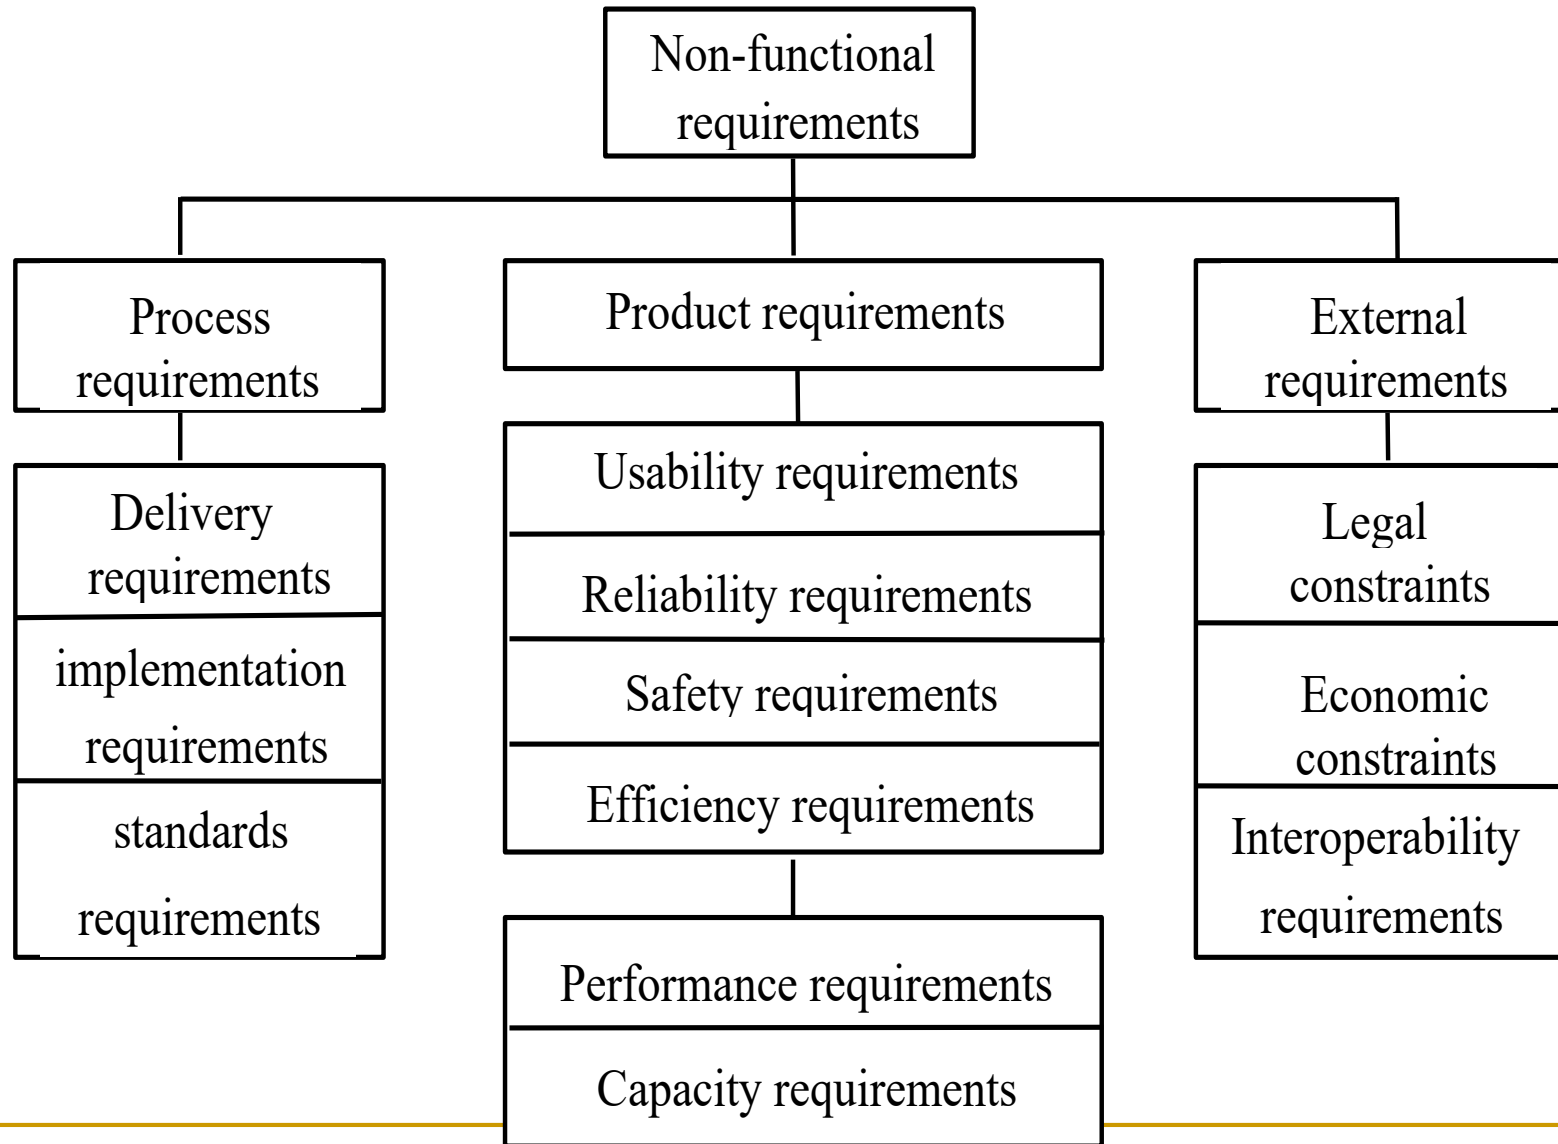 Non-functional
requirements
Process
requirements
Delivery
requirements
implementation
requirements
standards
requirements
Product requirements
Usability requirements
Reliability requirements
Safety requirements
Efficiency requirements
Performance requirements
Capacity requirements
External
requirements
Legal
constraints
Economic
constraints
Interoperability
requirements